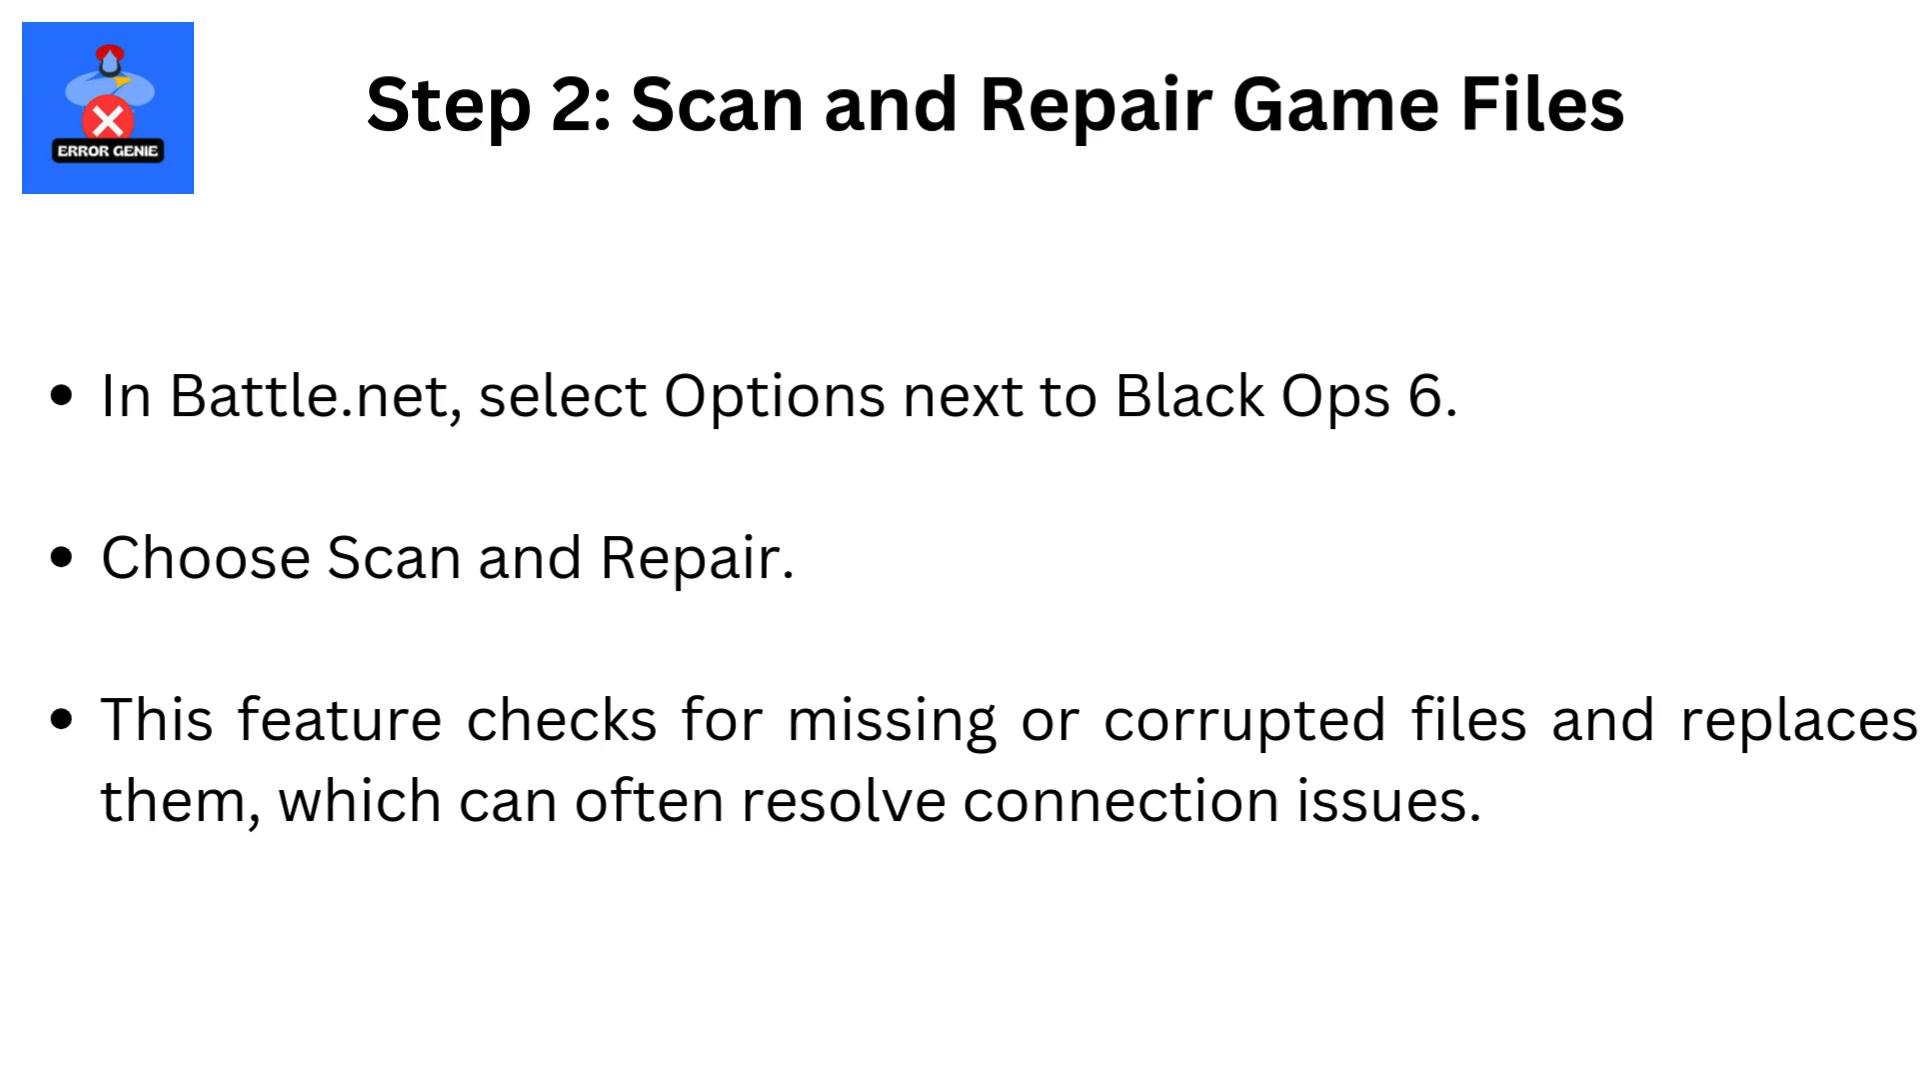 ERROR GENIE
Step 2: Scan and Repair Game Files
• In Battle.net, select Options next to Black Ops 6.
• Choose Scan and Repair.
• This feature checks for missing or corrupted files and replaces
them, which can often resolve connection issues.